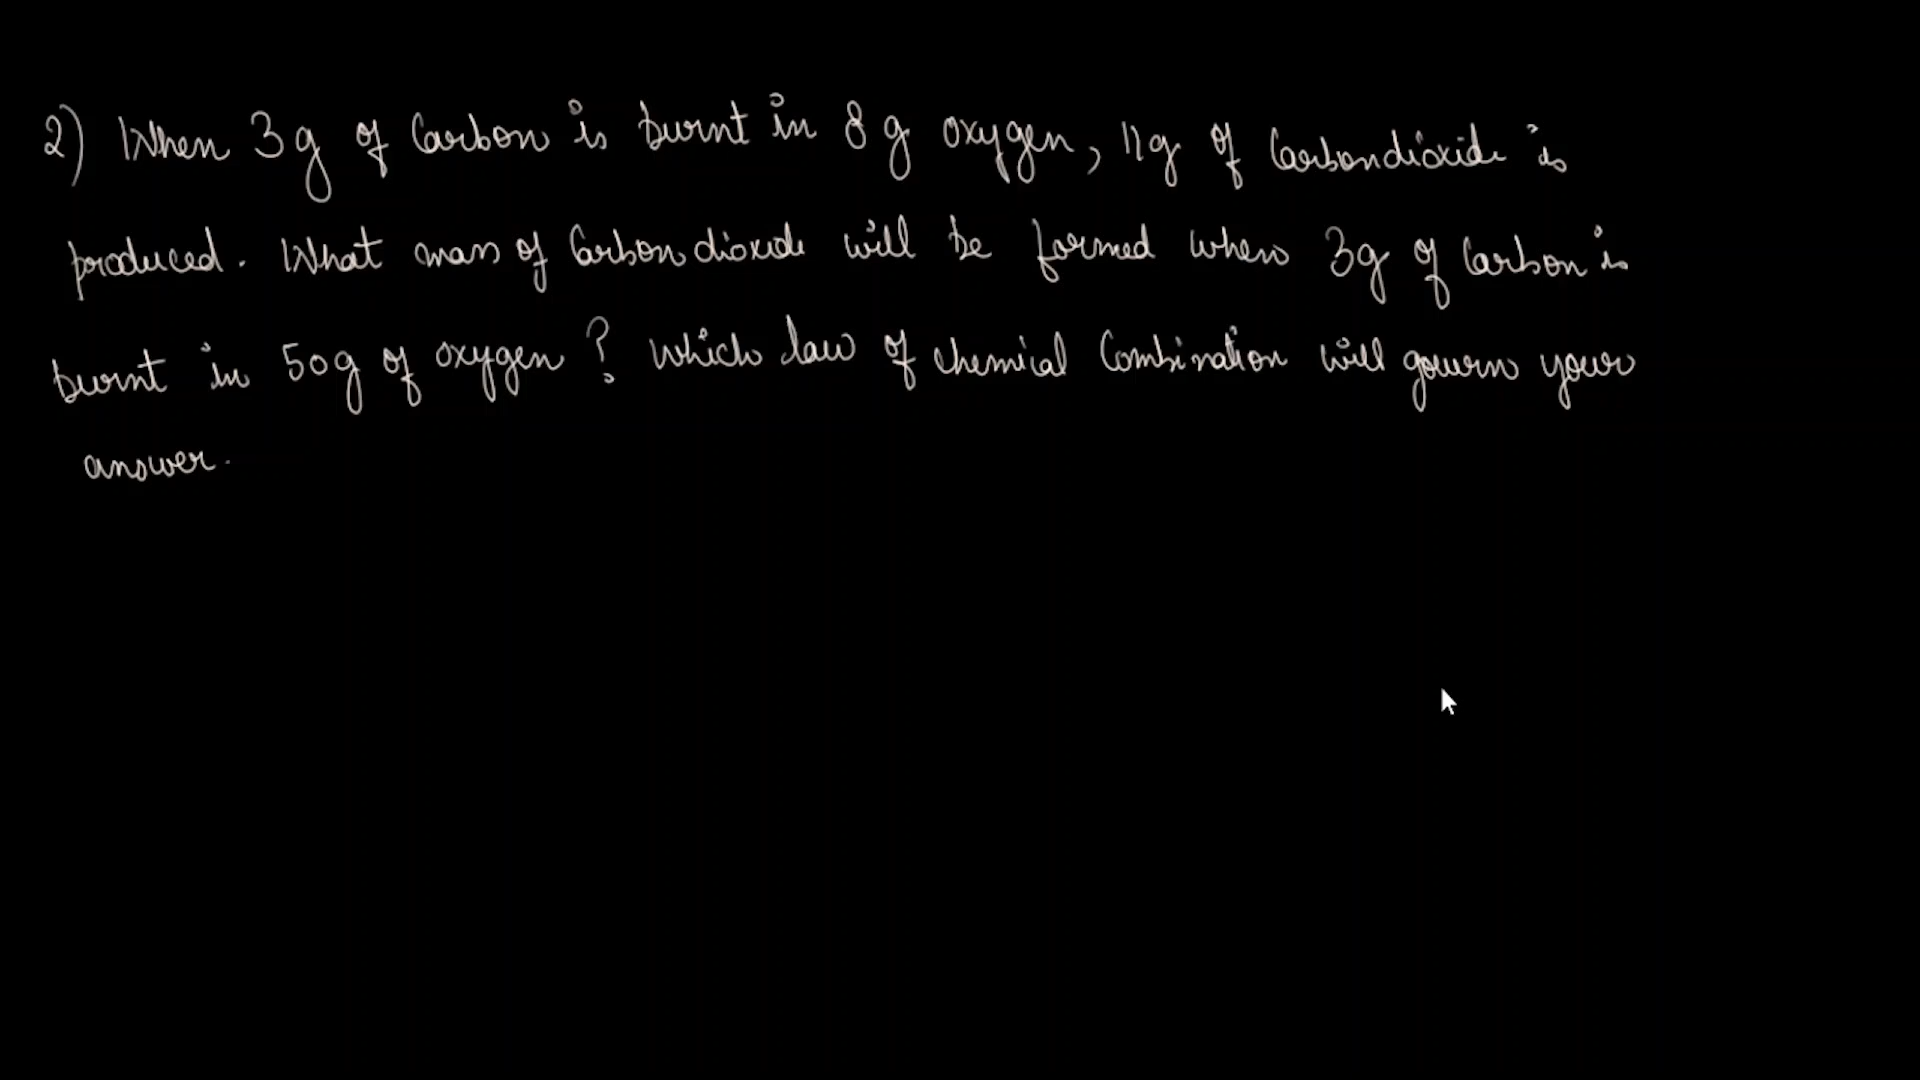 2) When 3g of Carbon is burnt in 8 g oxygen, 11g of Carbondioxide is
produced. What mass of Carbon dioxide will be formed when 3g of Carbon is
burnt in 50g of oxygen ? Which law of chemical Combination will govern your
answer.